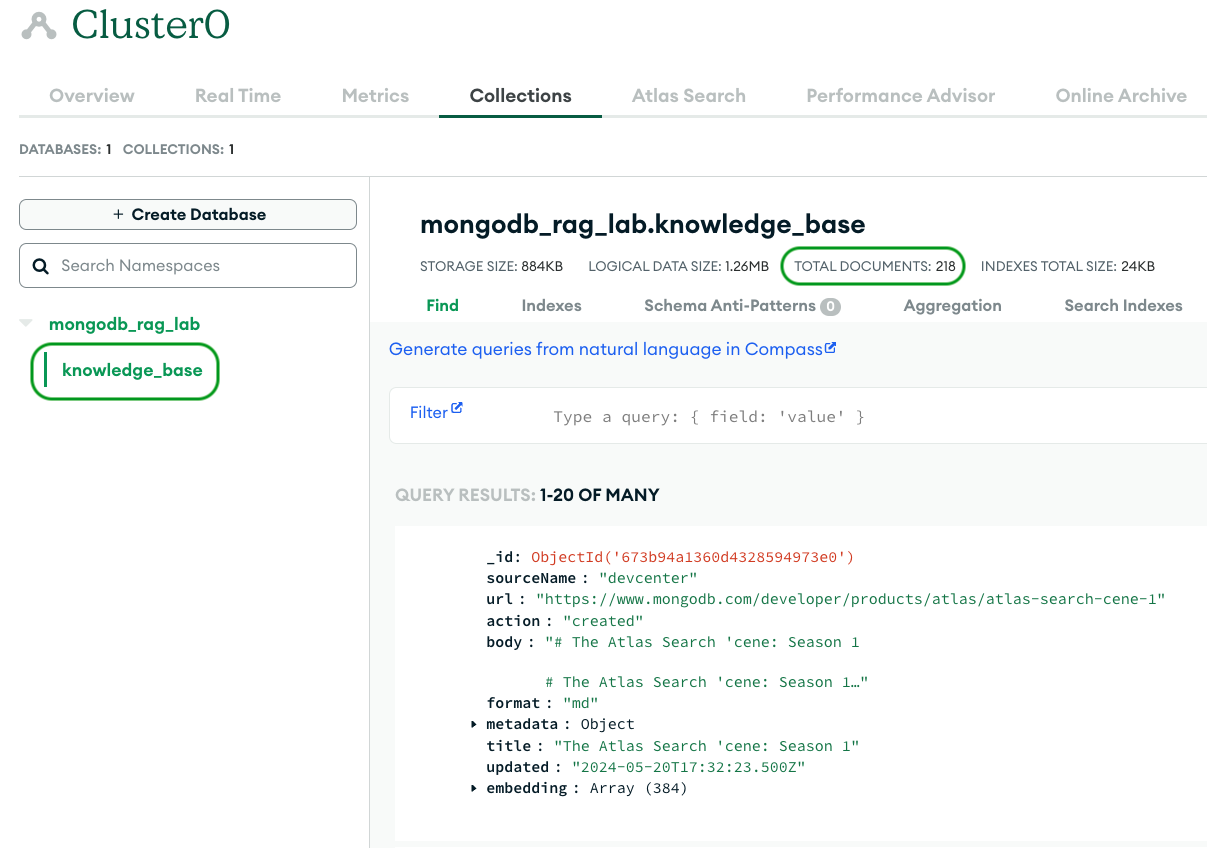 Cluster0
Overview Real Time Metrics Collections Atlas Search Performance Advisor Online Archive
DATABASES: 1 COLLECTIONS: 1
+ Create Database
Search Namespaces
mongodb_rag_lab
knowledge_base
mongodb_rag_lab.knowledge_base
STORAGE SIZE: 884KB LOGICAL DATA SIZE: 1.26MB TOTAL DOCUMENTS: 218 INDEXES TOTAL SIZE: 24KB
Find Indexes Schema Anti-Patterns 0 Aggregation Search Indexes
Generate queries from natural language in Compass
Filter Type a query: { field: 'value' }
QUERY RESULTS: 1-20 OF MANY
_id: ObjectId('673b94a1360d4328594973e0')
sourceName : "devcenter"
url : "https://www.mongodb.com/developer/products/atlas/atlas-search-cene-1"
action : "created"
body : "# The Atlas Search 'cene: Season 1
# The Atlas Search 'cene: Season 1…"
format : "md"
metadata : Object
title : "The Atlas Search 'cene: Season 1"
updated : "2024-05-20T17:32:23.500Z"
embedding : Array (384)